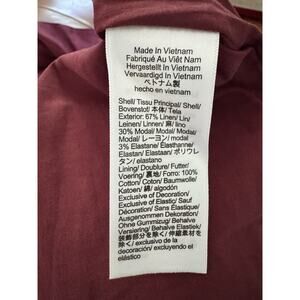 Made In Vietnam
Fabriqué Au Viêt Nam
Hergestellt In Vietnam
Vervaardigd In Vietnam
ベトナム製
hecho en vietnam
Shell/ Tissu Principal/ Shell/
Bovenstof/ 本体/ Tela
Exterior: 67% Linen/ Lin/
Leinen/ Linnen/ 麻/ lino
30% Modal/ Modal/ Modal/
Modal/ レーヨン/ modal
3% Elastane/ Elasthanne/
Elastan/ Elastaan/ ポリウレ
タン/ elastano
Lining/ Doublure/ Futter/
Voering/ 裏地/ Forro: 100%
Cotton/ Coton/ Baumwolle/
Katoen/ 綿/ algodón
Exclusive of Decoration/
Exclusive of Elastic/ Sauf
Décoration/ Sans Élastique/
Ausgenommen Dekoration/
Ohne Gummizug/ Behalve
Versiering/ Behalve Elastiek/
装飾部分を除く/ 伸縮素材を
除く/ exclusivo de la
decoración/ excluyendo el
elástico